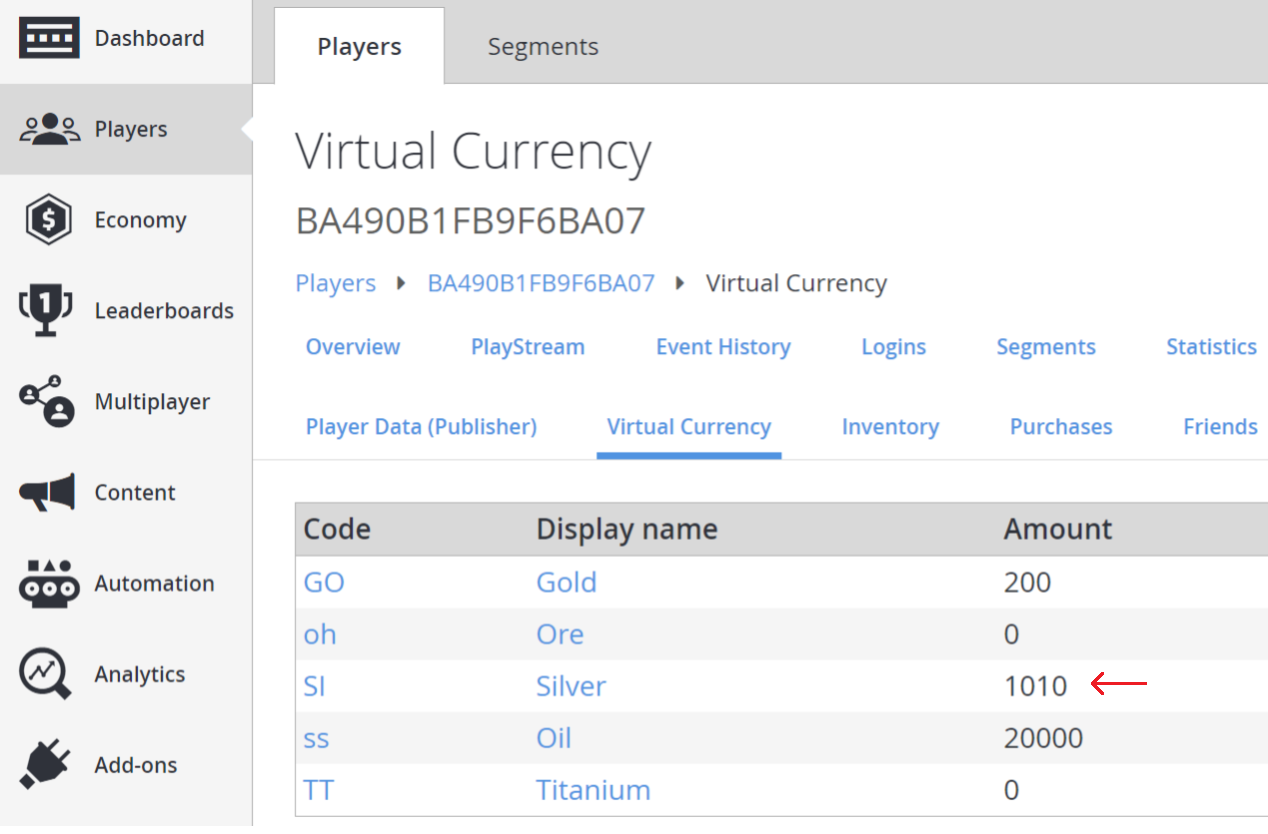 Dashboard
Players
Economy
Leaderboards
Multiplayer
Content
Automation
Analytics
Add-ons
Players Segments
Virtual Currency
BA490B1FB9F6BA07
Players BA490B1FB9F6BA07 Virtual Currency
Overview PlayStream Event History Logins Segments Statistics
Player Data (Publisher) Virtual Currency Inventory Purchases Friends
Code Display name Amount
GO Gold 200
oh Ore 0
SI Silver 1010
ss Oil 20000
TT Titanium 0